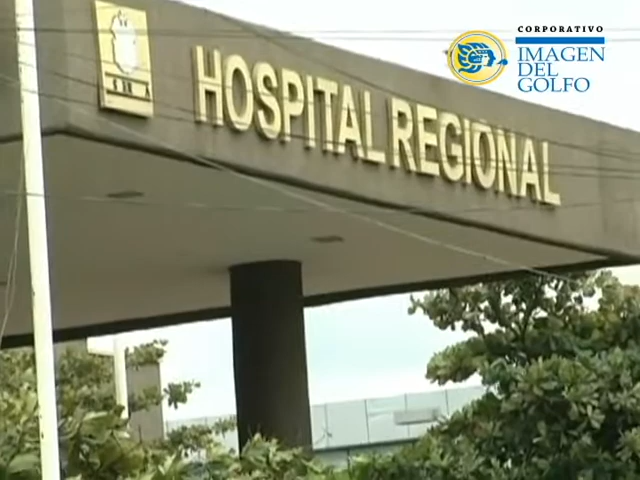 CORPORATIVO
IMAGEN
DEL
GOLFO
HOSPITAL REGIONAL